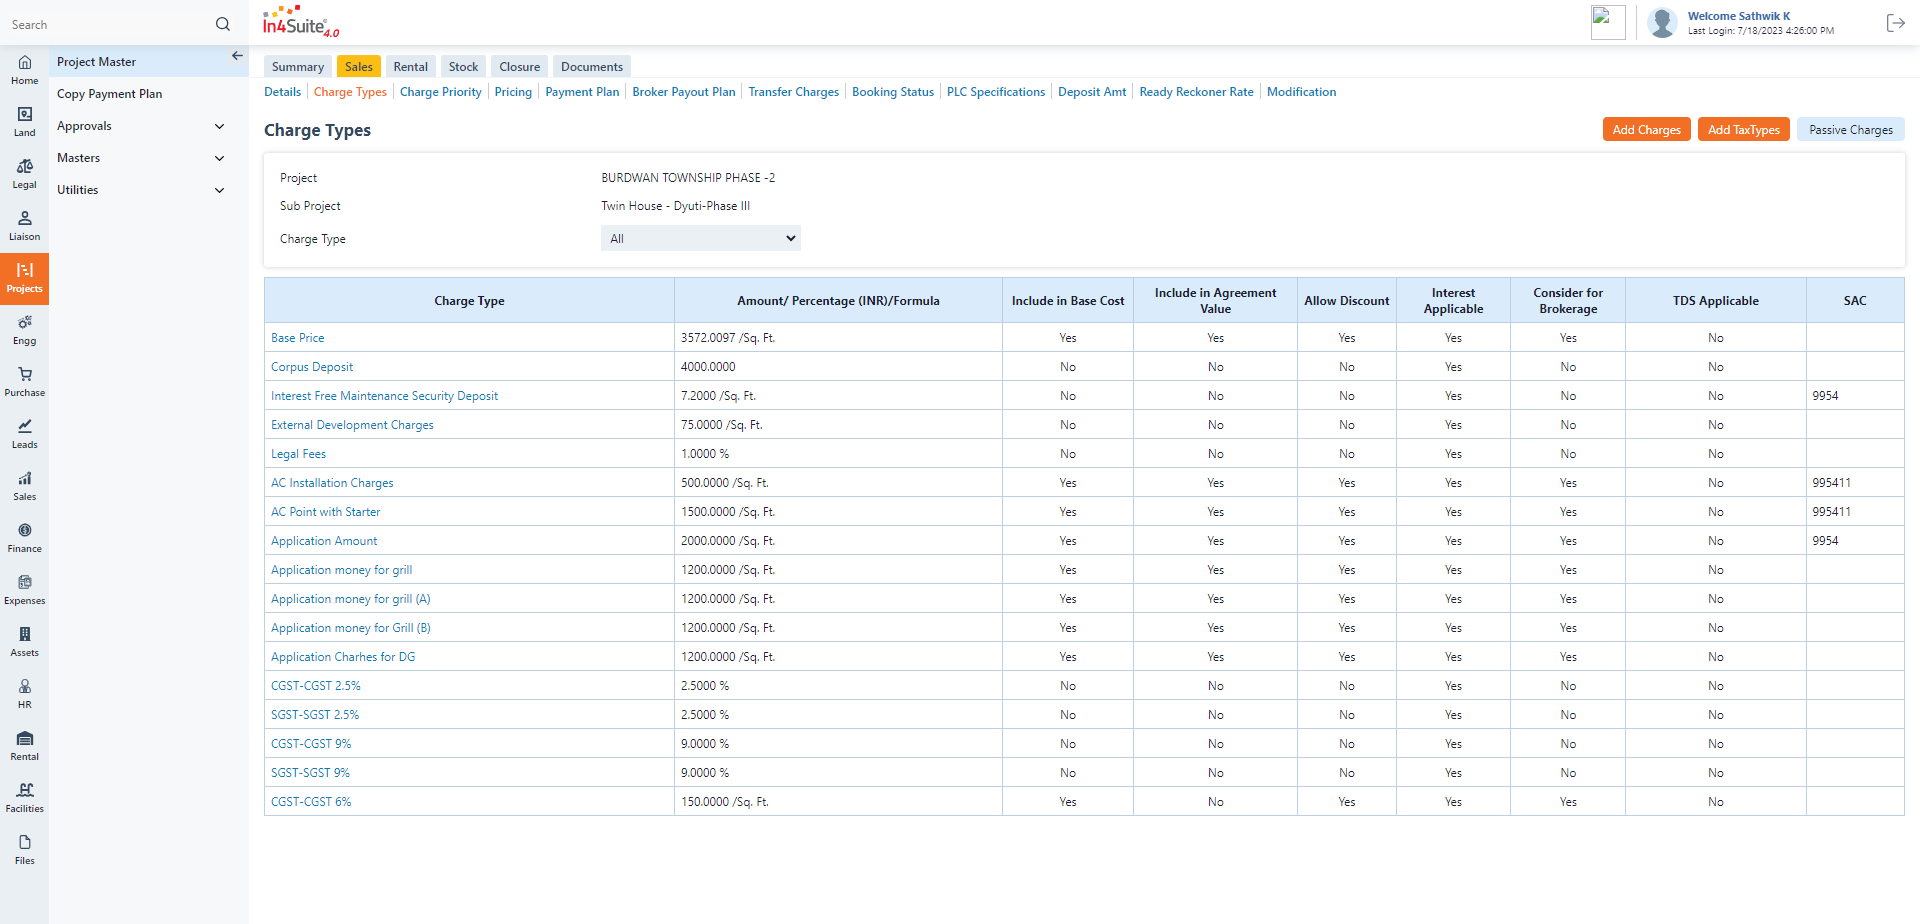 Search
In4Suite 4.0
Welcome Sathwik K
Last Login: 7/18/2023 4:26:00 PM
Home
Land
Legal
Liaison
Projects
Engg
Purchase
Leads
Sales
Finance
Expenses
Assets
HR
Rental
Facilities
Files
Project Master
Copy Payment Plan
Approvals
Masters
Utilities
Summary Sales Rental Stock Closure Documents
Details Charge Types Charge Priority Pricing Payment Plan Broker Payout Plan Transfer Charges Booking Status PLC Specifications Deposit Amt Ready Reckoner Rate Modification
Charge Types
Add Charges Add TaxTypes Passive Charges
Project BURDWAN TOWNSHIP PHASE -2
Sub Project Twin House - Dyuti-Phase III
Charge Type All
Charge Type Amount/ Percentage (INR)/Formula Include in Base Cost Include in Agreement Value Allow Discount Interest Applicable Consider for Brokerage TDS Applicable SAC
Base Price 3572.0097 /Sq. Ft. Yes Yes Yes Yes Yes No
Corpus Deposit 4000.0000 No No No Yes No No
Interest Free Maintenance Security Deposit 7.2000 /Sq. Ft. No No No Yes No No 9954
External Development Charges 75.0000 /Sq. Ft. No No No Yes No No
Legal Fees 1.0000 % No No No Yes No No
AC Installation Charges 500.0000 /Sq. Ft. Yes Yes Yes Yes Yes No 995411
AC Point with Starter 1500.0000 /Sq. Ft. Yes Yes Yes Yes Yes No 995411
Application Amount 2000.0000 /Sq. Ft. Yes Yes Yes Yes Yes No 9954
Application money for grill 1200.0000 /Sq. Ft. Yes Yes Yes Yes Yes No
Application money for grill (A) 1200.0000 /Sq. Ft. Yes Yes Yes Yes Yes No
Application money for Grill (B) 1200.0000 /Sq. Ft. Yes Yes Yes Yes Yes No
Application Charhes for DG 1200.0000 /Sq. Ft. Yes Yes Yes Yes Yes No
CGST-CGST 2.5% 2.5000 % No No No Yes No No
SGST-SGST 2.5% 2.5000 % No No No Yes No No
CGST-CGST 9% 9.0000 % No No No Yes No No
SGST-SGST 9% 9.0000 % No No No Yes No No
CGST-CGST 6% 150.0000 /Sq. Ft. Yes No Yes Yes Yes No